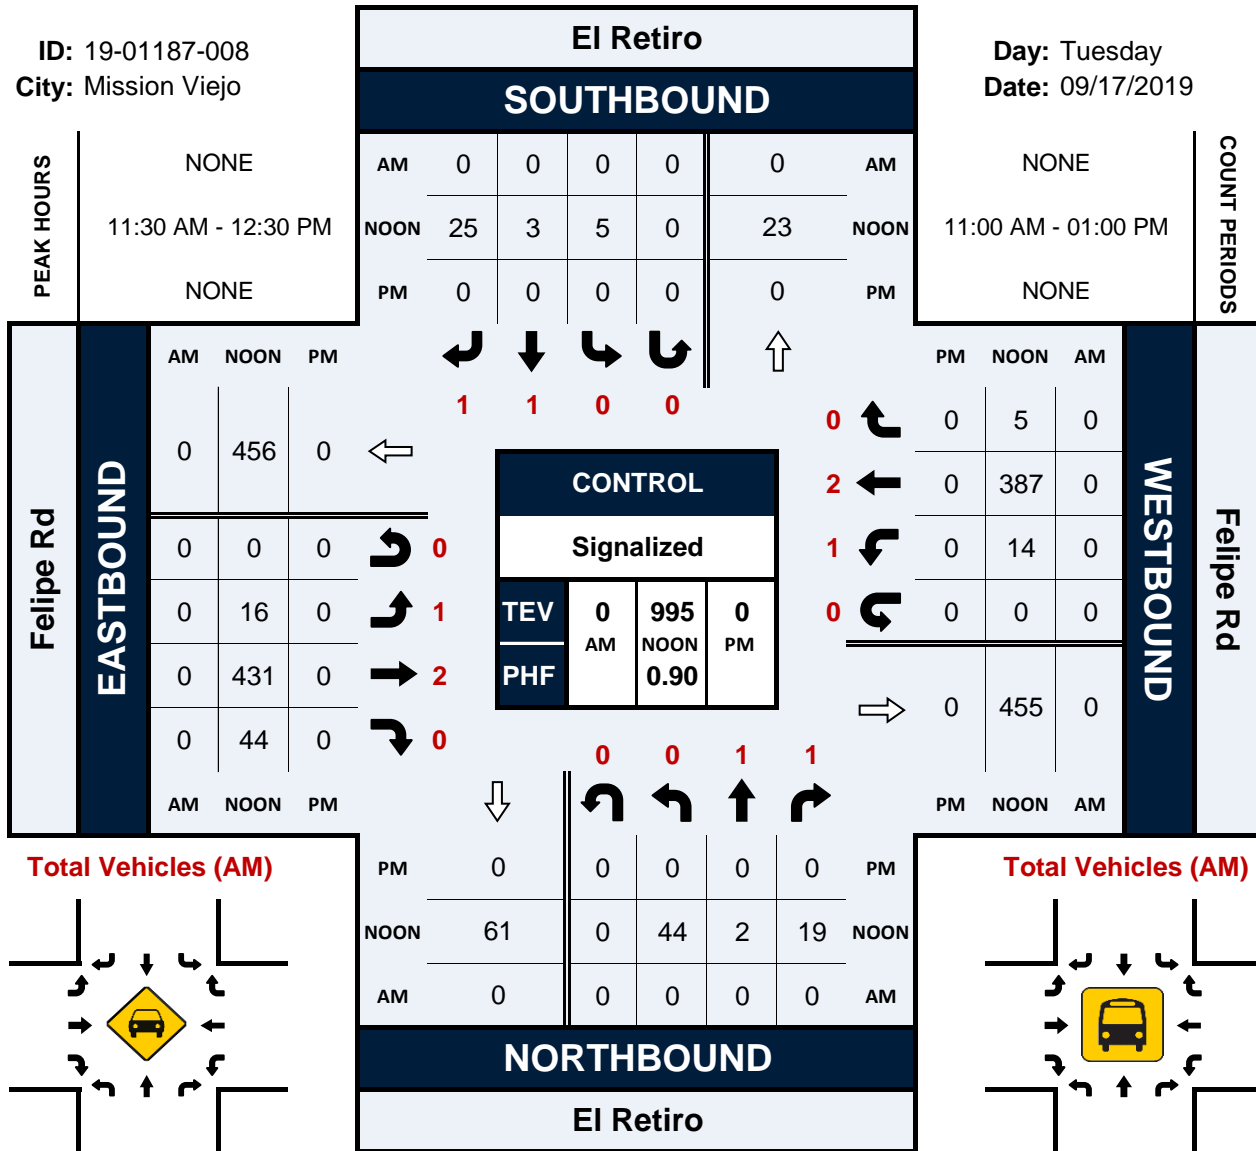 El Retiro
ID: 19-01187-008
Day: Tuesday
City: Mission Viejo
Date: 09/17/2019
SOUTHBOUND
PEAK HOURS
NONE
AM 0 0 0 0 0 AM
NONE
COUNT PERIODS
11:30 AM - 12:30 PM
NOON 25 3 5 0 23 NOON
11:00 AM - 01:00 PM
NONE
PM 0 0 0 0 0 PM
NONE
AM NOON PM
PM NOON AM
1 1 0 0
0 0 5 0
0 456 0
CONTROL
2 0 387 0
Felipe Rd
EASTBOUND
WESTBOUND
Felipe Rd
0 0 0 0
Signalized
1 0 14 0
0 16 0 1
TEV 0 995 0
AM NOON PM
0 0 0 0
0 431 0 2
PHF 0.90
0 44 0 0
0 455 0
0 0 1 1
AM NOON PM
PM NOON AM
Total Vehicles (AM)
PM 0 0 0 0 0 PM
Total Vehicles (AM)
NOON 61 0 44 2 19 NOON
AM 0 0 0 0 0 AM
NORTHBOUND
El Retiro